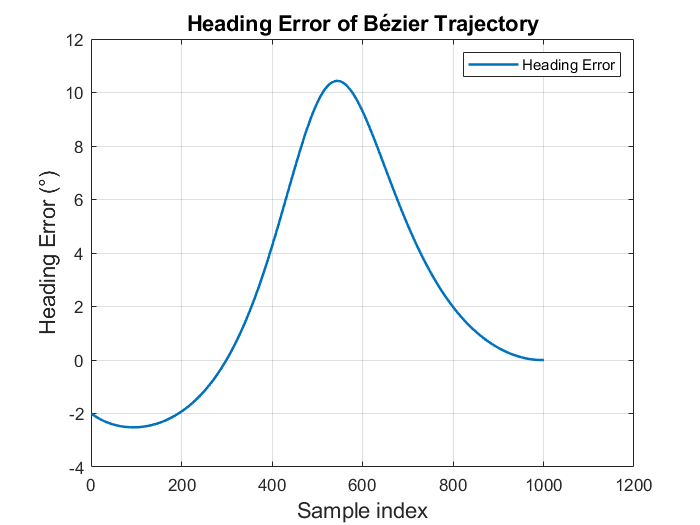 Heading Error of Bézier Trajectory
Heading Error
12
10
8
6
4
2
0
-2
-4
Heading Error (°)
0 200 400 600 800 1000 1200
Sample index